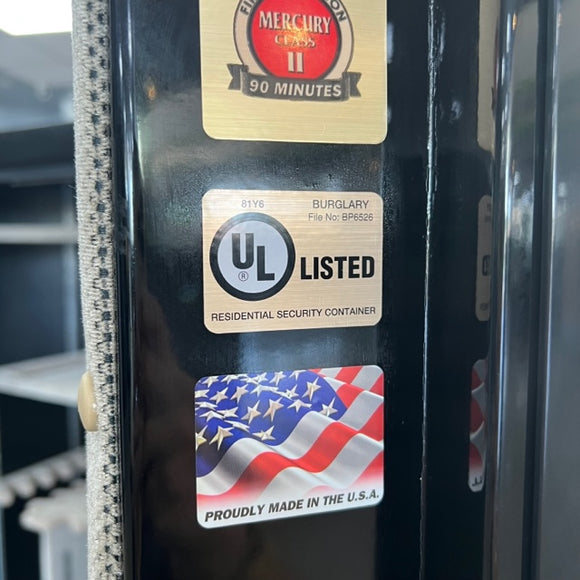 MERCURY
CLASS
II
90 MINUTES
81Y6 BURGLARY
File No: BP6526
UL
®
LISTED
RESIDENTIAL SECURITY CONTAINER
PROUDLY MADE IN THE U.S.A.